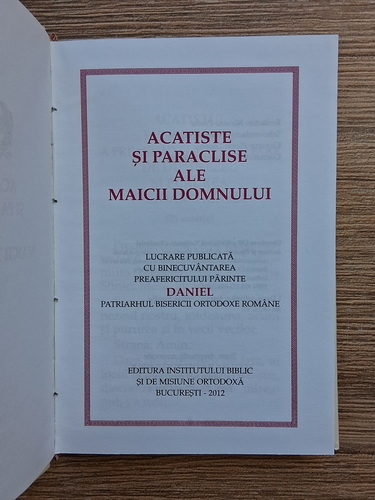 ACATISTE
ȘI PARACLISE
ALE
MAICII DOMNULUI
LUCRARE PUBLICATĂ
CU BINECUVÂNTAREA
PREAFERICITULUI PĂRINTE
DANIEL
PATRIARHUL BISERICII ORTODOXE ROMÂNE
EDITURA INSTITUTULUI BIBLIC
ȘI DE MISIUNE ORTODOXĂ
BUCUREȘTI - 2012